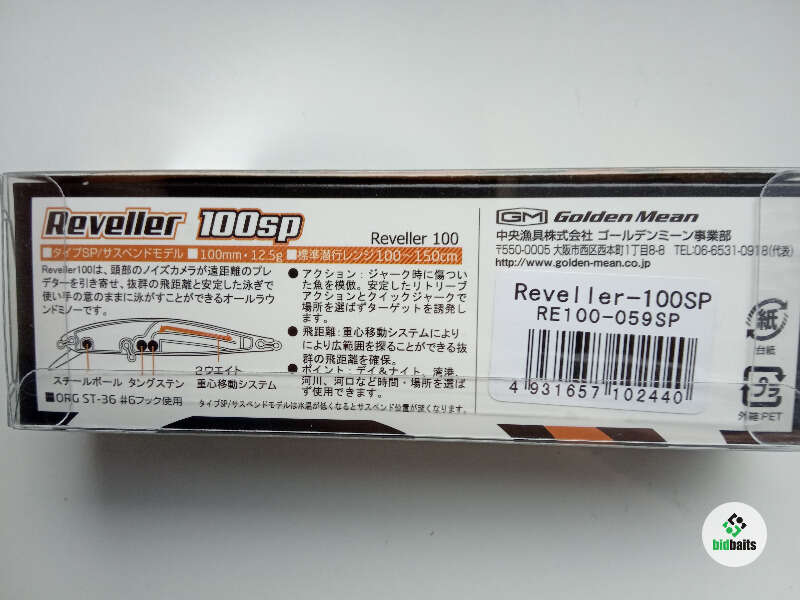 Reveller 100SP
Reveller 100
■タイプSP/サスペンドモデル ■100mm・12.5g ■標準潜行レンジ100〜150cm
Reveller100は、頭部のノイズカメラが遠距離のプレ
デターを引き寄せ、抜群の飛距離と安定した泳ぎで
使い手の意のままに泳がすことができるオールラウ
ンドミノーです。
スチールボール タングステン
2ウエイト
重心移動システム
■ORG ST-36 #6フック使用
●アクション:ジャーク時に傷つい
た魚を模倣。安定したリトリーブ
アクションとクイックジャークで
場所を選ばずターゲットを誘発し
ます。
●飛距離:重心移動システムにより
により広範囲を探ることができる抜
群の飛距離を確保。
●ポイント:デイ&ナイト、湾港、
河川、河口など時間・場所を選ば
ず使用できます。
タイプSP/サスペンドモデルは水温が低くなるとサスペンド位置が深くなります。
GM Golden Mean
中央漁具株式会社 ゴールデンミーン事業部
〒550-0005 大阪市西区西本町1丁目8-8 TEL:06-6531-0918(代表)
http://www.golden-mean.co.jp
Reveller-100SP
RE100-059SP
4 931657 102440
紙
台紙
プラ
外箱:PET
bidbaits